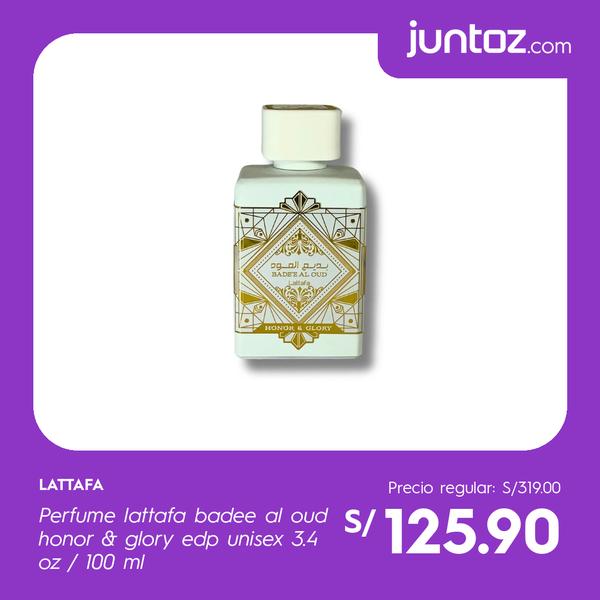 juntoz.com
بديع العود
BADE'E AL OUD
Lattafa
HONOR & GLORY
LATTAFA
Perfume lattafa badee al oud
honor & glory edp unisex 3.4
oz / 100 ml
Precio regular: S/319.00
S/125.90